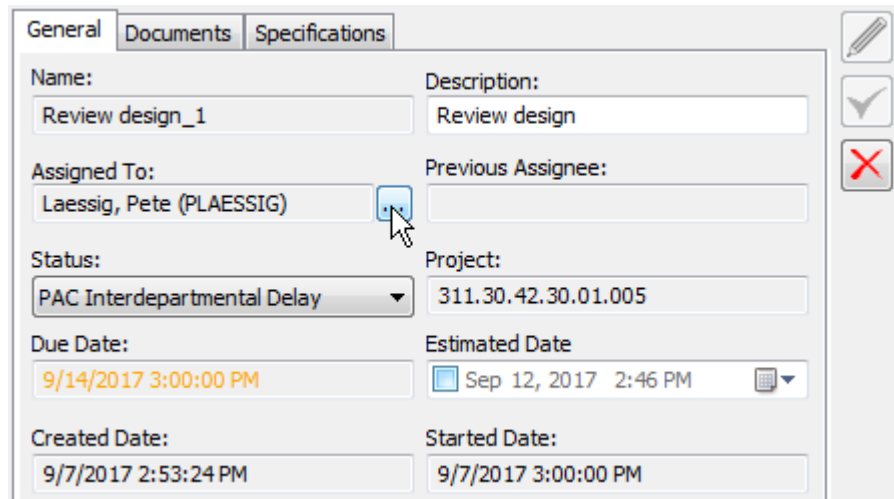 General Documents Specifications
Name: Description:
Review design_1 Review design
Assigned To: Previous Assignee:
Laessig, Pete (PLAESSIG) ...
Status: Project:
PAC Interdepartmental Delay 311.30.42.30.01.005
Due Date: Estimated Date
9/14/2017 3:00:00 PM Sep 12, 2017 2:46 PM
Created Date: Started Date:
9/7/2017 2:53:24 PM 9/7/2017 3:00:00 PM